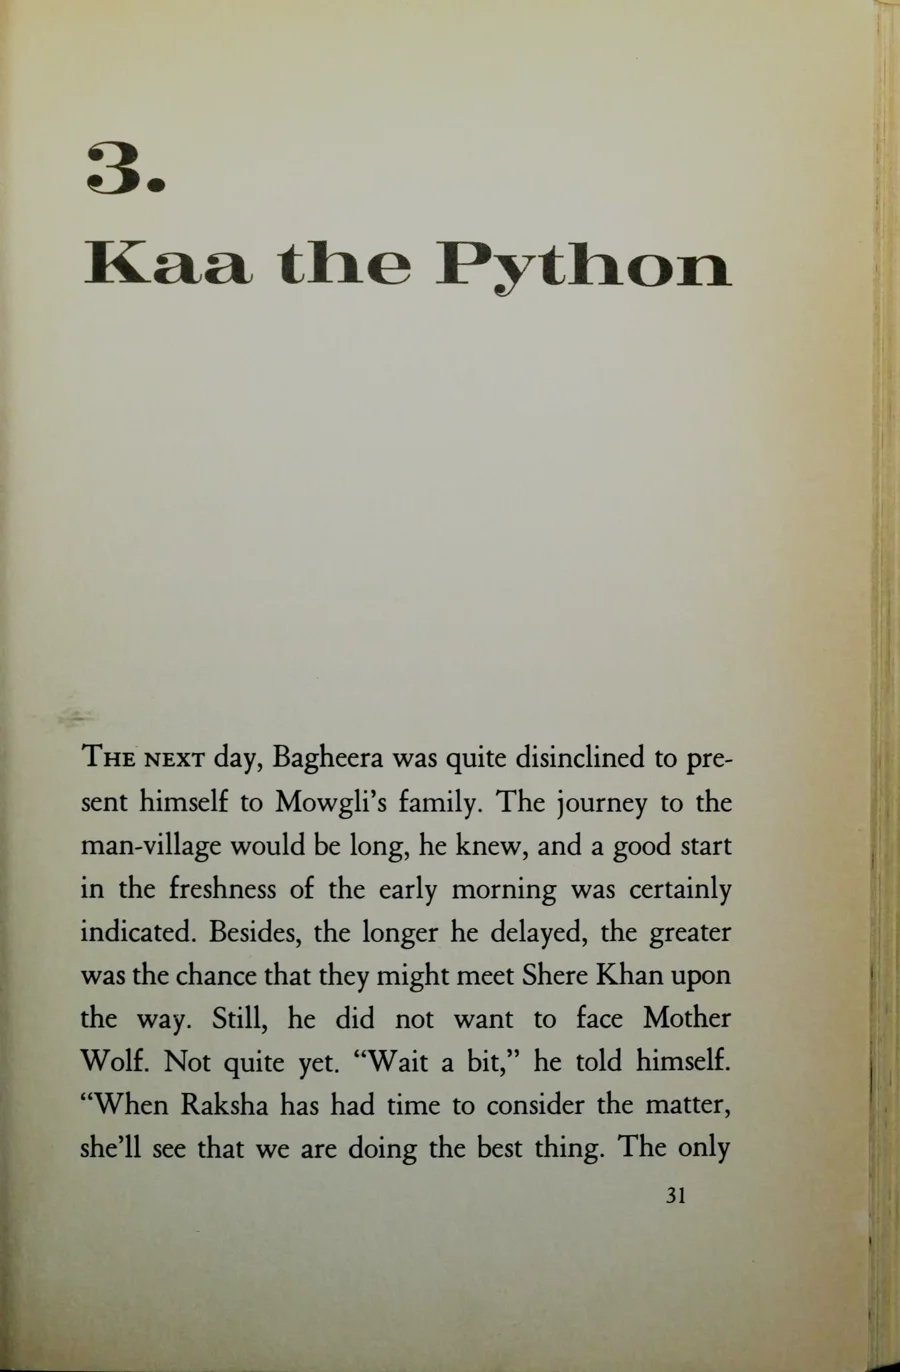 3.
Kaa the Python
THE NEXT day, Bagheera was quite disinclined to pre-
sent himself to Mowgli’s family. The journey to the
man-village would be long, he knew, and a good start
in the freshness of the early morning was certainly
indicated. Besides, the longer he delayed, the greater
was the chance that they might meet Shere Khan upon
the way. Still, he did not want to face Mother
Wolf. Not quite yet. “Wait a bit,” he told himself.
“When Raksha has had time to consider the matter,
she’ll see that we are doing the best thing. The only
31